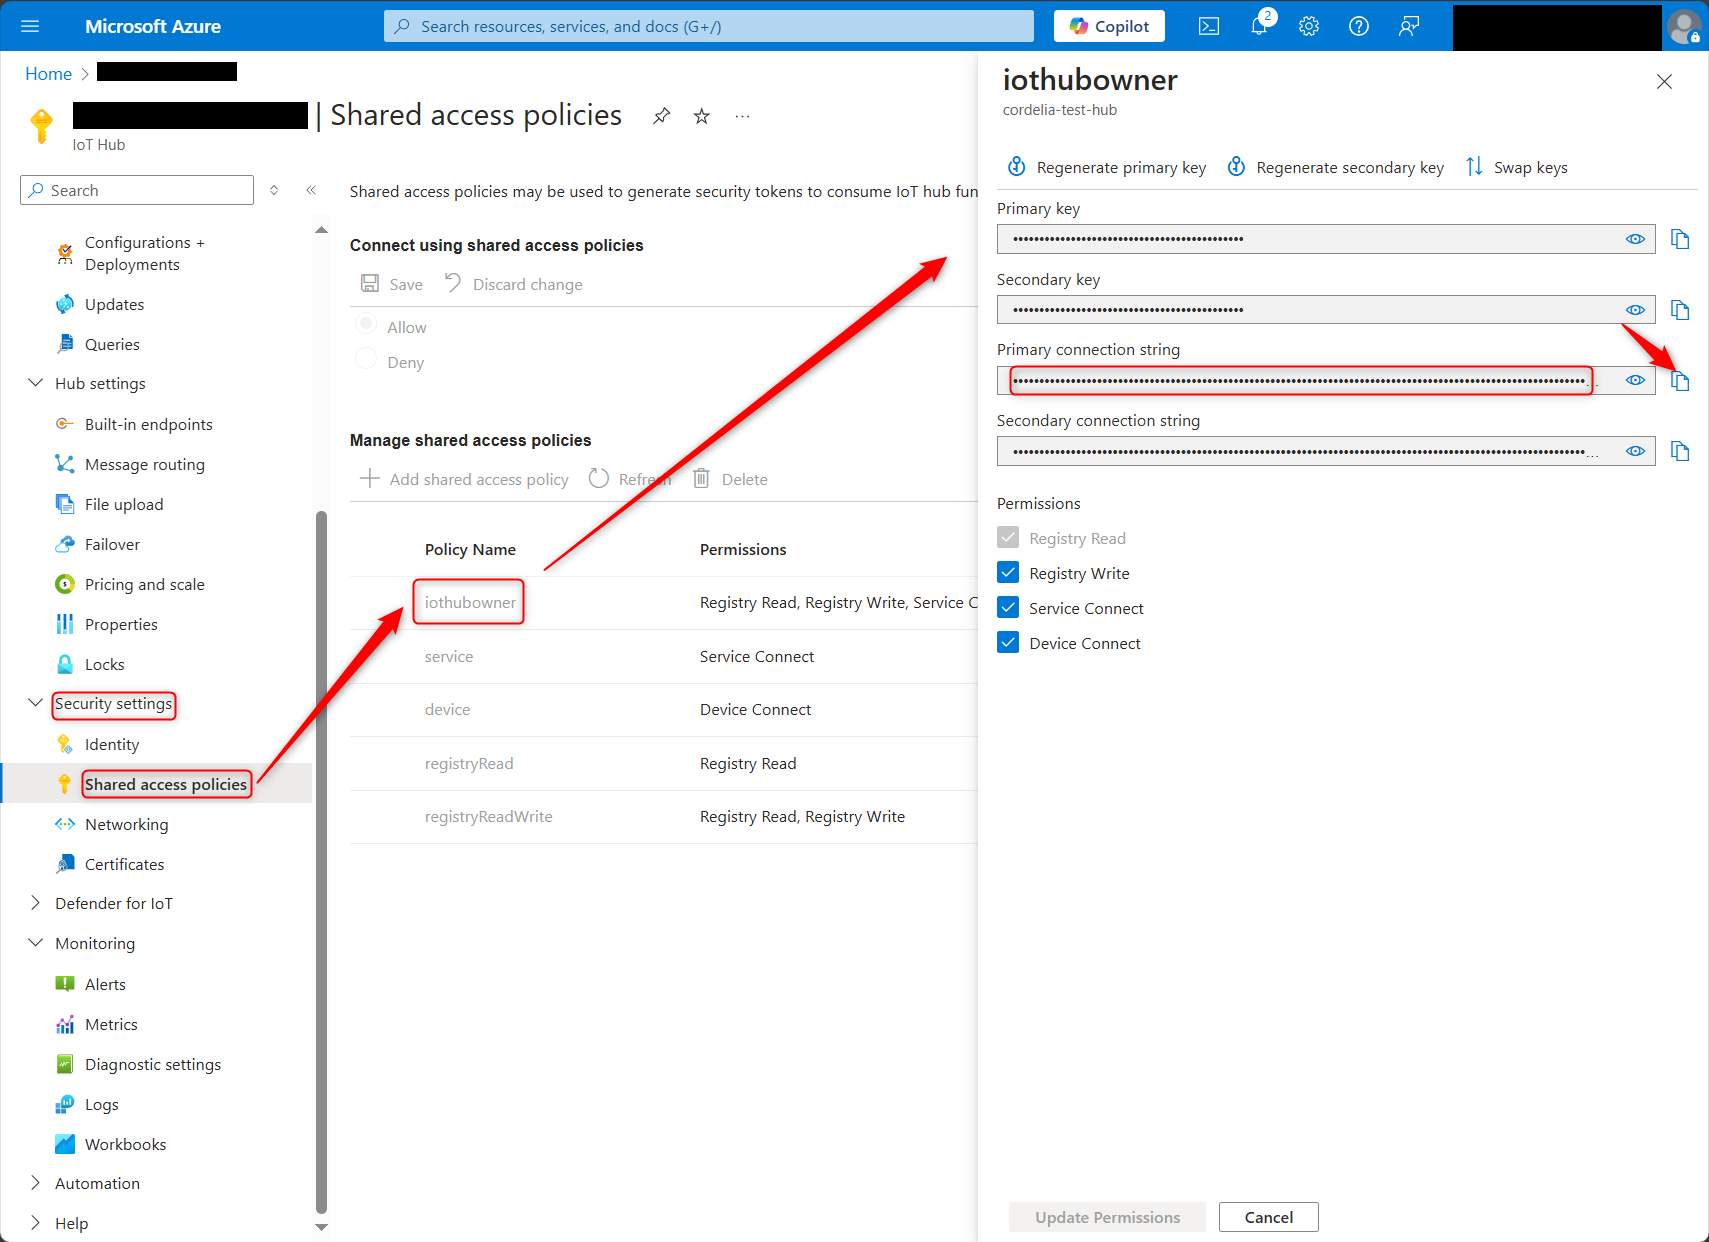 Microsoft Azure
Search resources, services, and docs (G+/)
Copilot
2
Home
| Shared access policies
IoT Hub
Search
Configurations +
Deployments
Updates
Queries
Hub settings
Built-in endpoints
Message routing
File upload
Failover
Pricing and scale
Properties
Locks
Security settings
Identity
Shared access policies
Networking
Certificates
Defender for IoT
Monitoring
Alerts
Metrics
Diagnostic settings
Logs
Workbooks
Automation
Help
Shared access policies may be used to generate security tokens to consume IoT hub fun
Connect using shared access policies
Save
Discard change
Allow
Deny
Manage shared access policies
Add shared access policy
Refresh
Delete
Policy Name
Permissions
iothubowner
Registry Read, Registry Write, Service C
service
Service Connect
device
Device Connect
registryRead
Registry Read
registryReadWrite
Registry Read, Registry Write
iothubowner
cordelia-test-hub
Regenerate primary key
Regenerate secondary key
Swap keys
Primary key
Secondary key
Primary connection string
Secondary connection string
Permissions
Registry Read
Registry Write
Service Connect
Device Connect
Update Permissions
Cancel